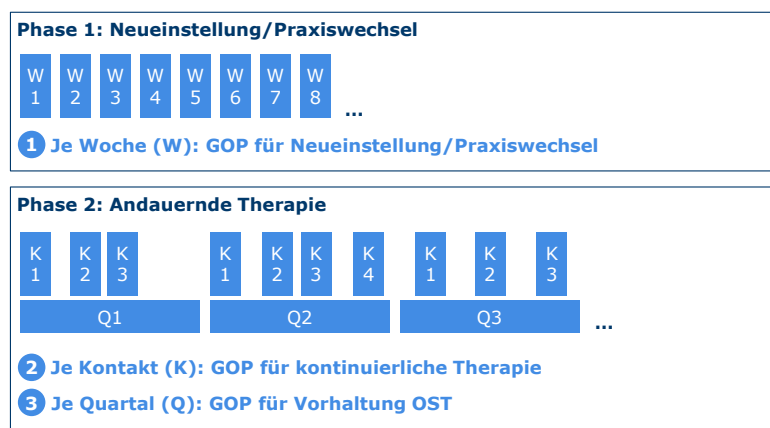 Phase 1: Neueinstellung/Praxiswechsel
W W W W W W W W
1 2 3 4 5 6 7 8 ...
1 Je Woche (W): GOP für Neueinstellung/Praxiswechsel
Phase 2: Andauernde Therapie
K K K K K K K K K K
1 2 3 1 2 3 4 1 2 3
Q1 Q2 Q3 ...
2 Je Kontakt (K): GOP für kontinuierliche Therapie
3 Je Quartal (Q): GOP für Vorhaltung OST